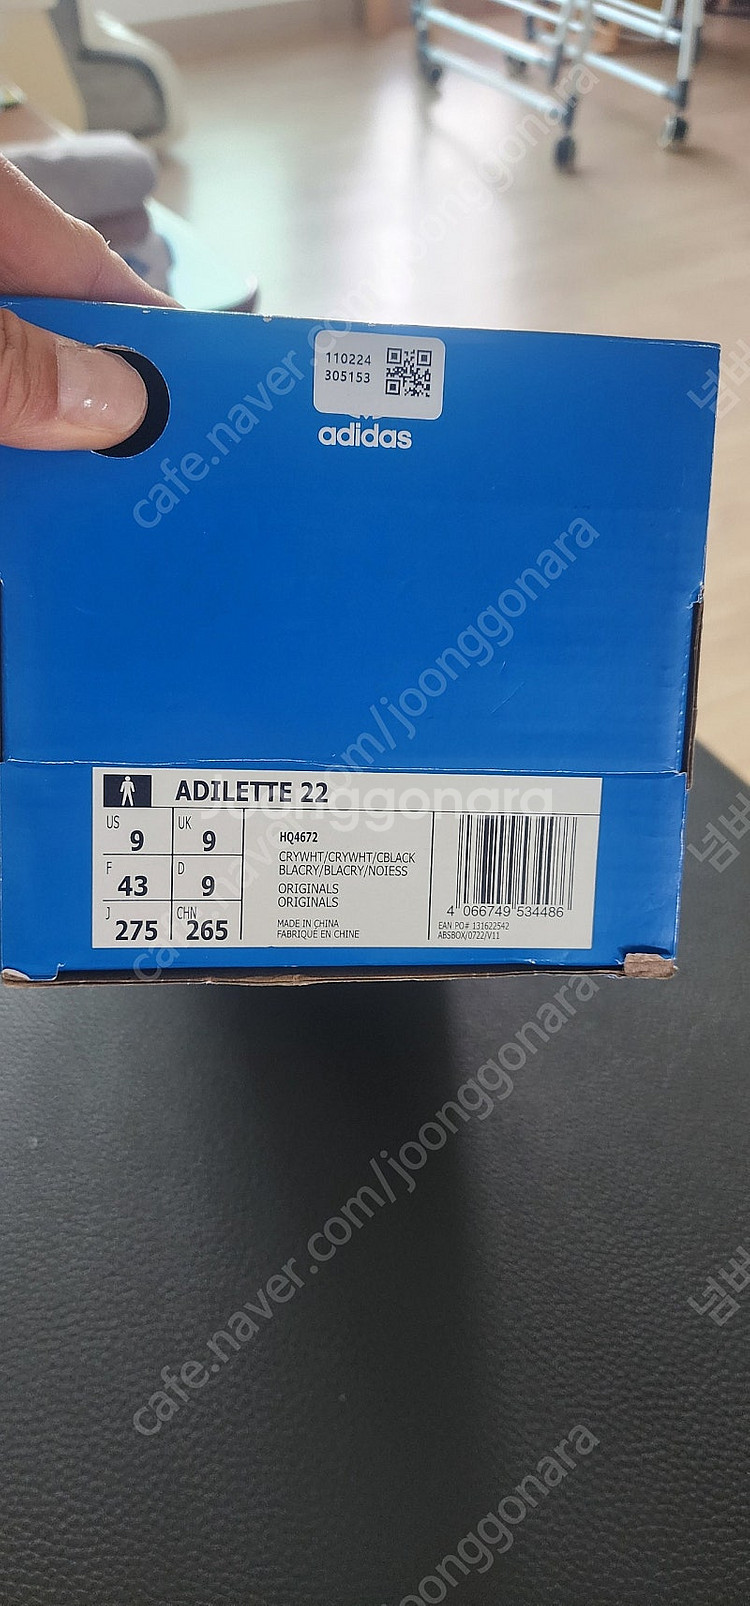 110224
305153
adidas
ADILETTE 22
US 9
UK 9
F 43
D 9
J 275
CHN 265
HQ4672
CRYWHT/CRYWHT/CBLACK
BLACRY/BLACRY/NOIESS
ORIGINALS
ORIGINALS
MADE IN CHINA
FABRIQUÉ EN CHINE
4 066749 534486
EAN PO# 131622542
ABSBOX/0722/V11
Joonggonara
cafe.naver.com/joonggonara
cafe.naver.com/joonggonara
cafe.naver.com/joonggonara